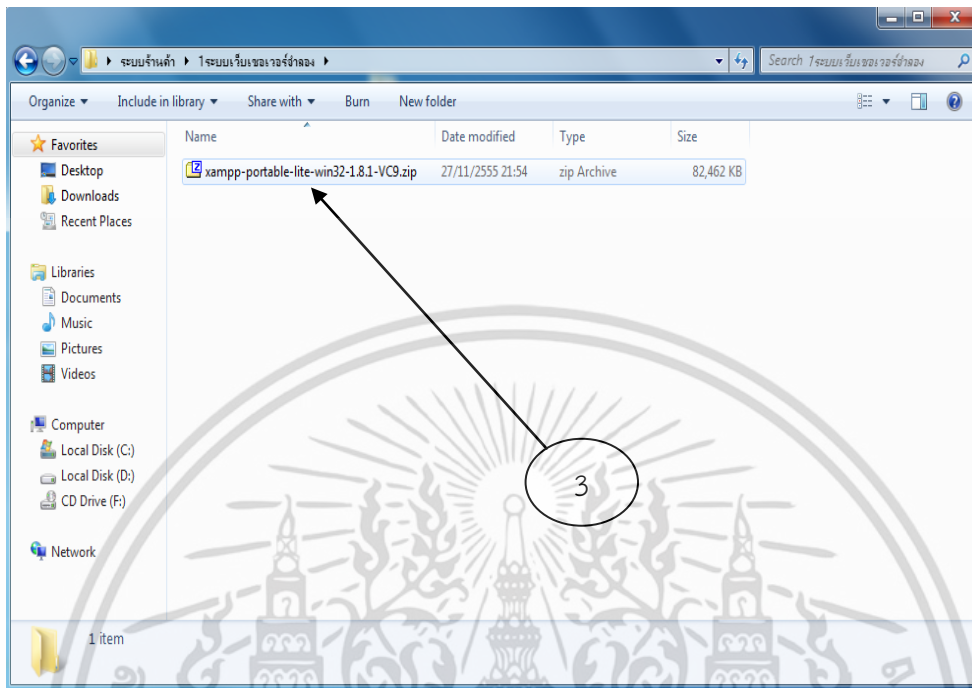 ระบบร้านค้า ▸ 1ระบบเว็บเซอเวอร์จำลอง ▸
Search 1ระบบเว็บเซอเวอร์จำลอง
Organize Include in library Share with Burn New folder
Name Date modified Type Size
xampp-portable-lite-win32-1.8.1-VC9.zip 27/11/2555 21:54 zip Archive 82,462 KB
Favorites
Desktop
Downloads
Recent Places
Libraries
Documents
Music
Pictures
Videos
Computer
Local Disk (C:)
Local Disk (D:)
CD Drive (F:)
Network
3
1 item